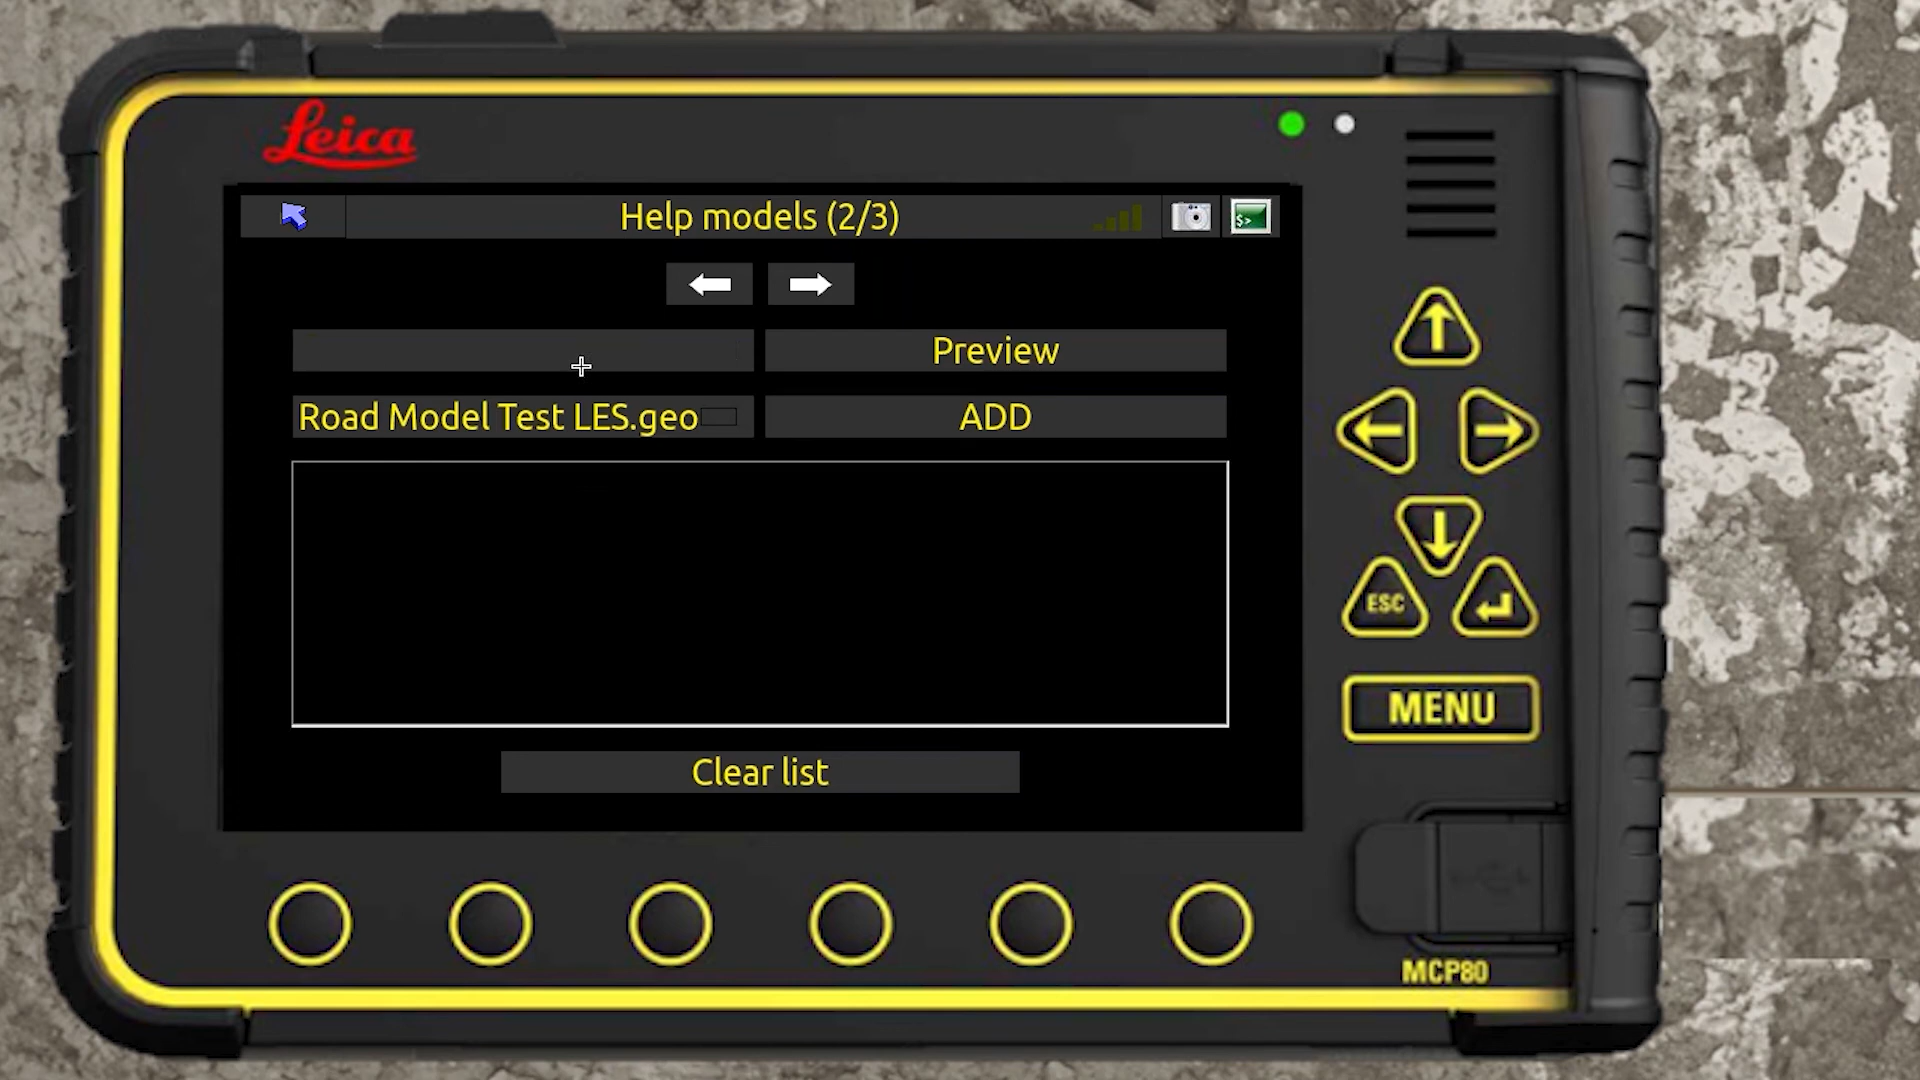 Leica
Help models (2/3)
$>
Preview
Road Model Test LES.geo
ADD
Clear list
ESC
MENU
MCP80